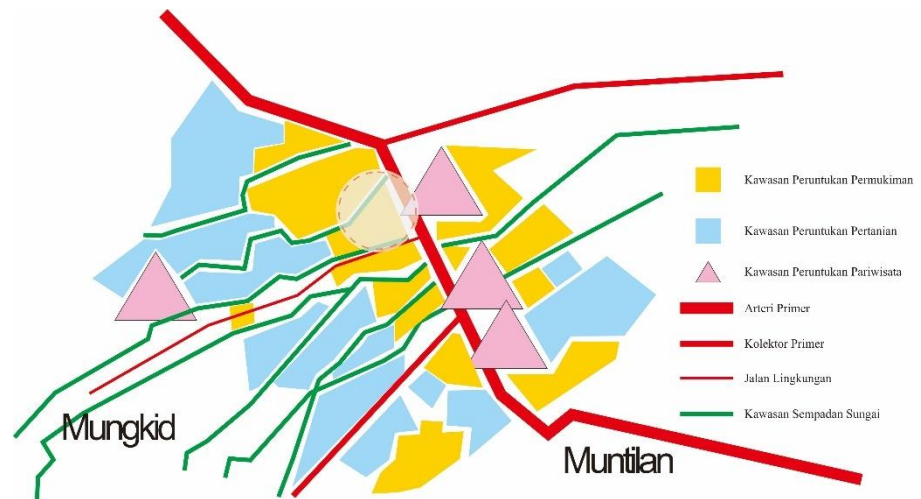 Kawasan Peruntukan Permukiman
Kawasan Peruntukan Pertanian
Kawasan Peruntukan Pariwisata
Arteri Primer
Kolektor Primer
Jalan Lingkungan
Kawasan Sempadan Sungai
Mungkid
Muntilan